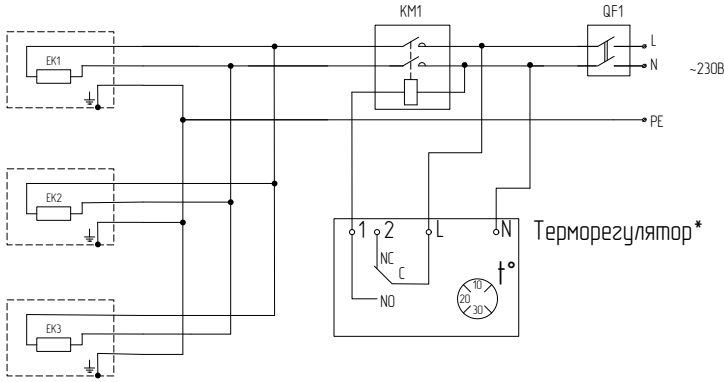 KM1
QF1
L
N
~230В
PE
EK1
EK2
EK3
1
2
L
N
Терморегулятор*
NC
C
NO
t°
10
20
30